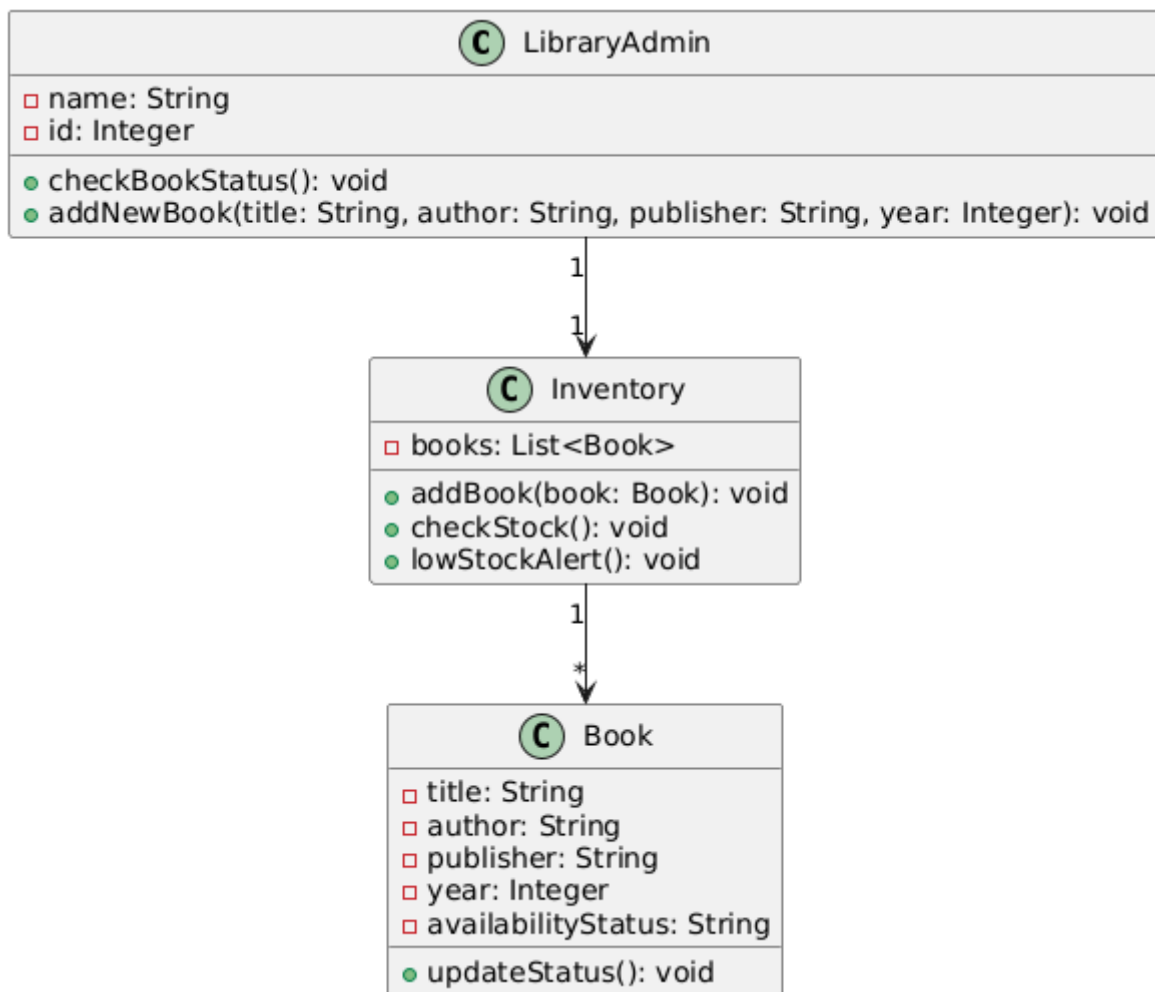 C LibraryAdmin
name: String
id: Integer
checkBookStatus(): void
addNewBook(title: String, author: String, publisher: String, year: Integer): void
1
1
C Inventory
books: List<Book>
addBook(book: Book): void
checkStock(): void
lowStockAlert(): void
1
*
C Book
title: String
author: String
publisher: String
year: Integer
availabilityStatus: String
updateStatus(): void